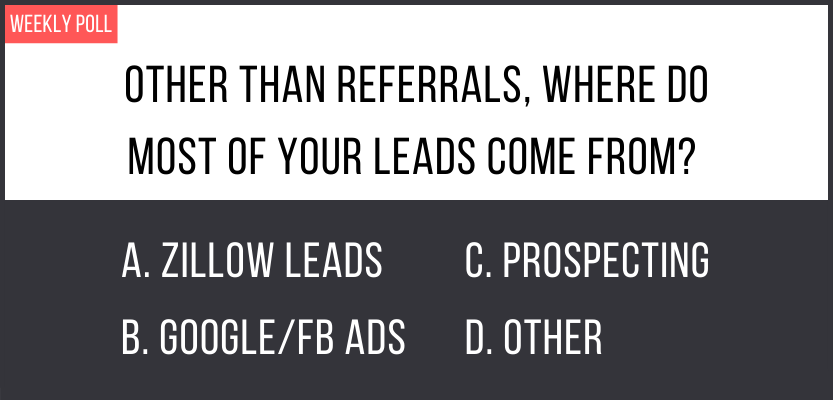 WEEKLY POLL
OTHER THAN REFERRALS, WHERE DO
MOST OF YOUR LEADS COME FROM?
A. ZILLOW LEADS
B. GOOGLE/FB ADS
C. PROSPECTING
D. OTHER